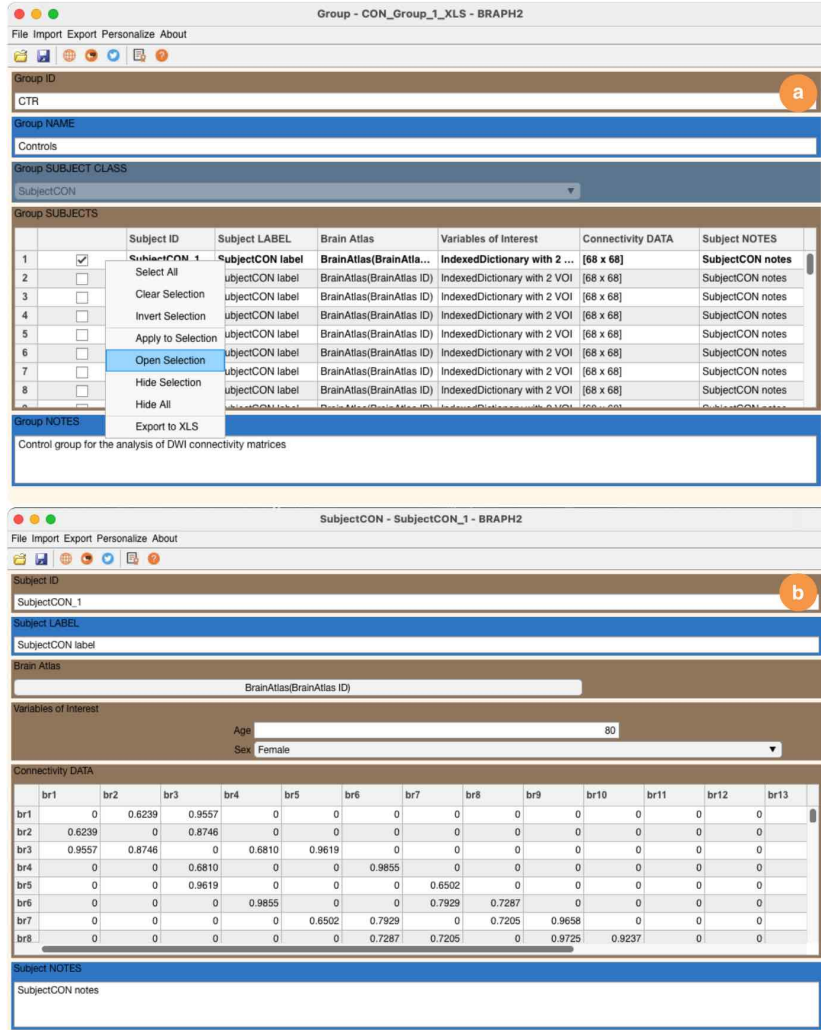 Group - CON_Group_1_XLS - BRAPH2
File Import Export Personalize About
Group ID
a
CTR
Group NAME
Controls
Group SUBJECT CLASS
SubjectCON
Group SUBJECTS
Subject ID Subject LABEL Brain Atlas Variables of Interest Connectivity DATA Subject NOTES
1 SubjectCON_1 SubjectCON label BrainAtlas(BrainAtla... IndexedDictionary with 2 ... [68 x 68] SubjectCON notes
2 ubjectCON label BrainAtlas(BrainAtlas ID) IndexedDictionary with 2 VOI [68 x 68] SubjectCON notes
3 ubjectCON label BrainAtlas(BrainAtlas ID) IndexedDictionary with 2 VOI [68 x 68] SubjectCON notes
4 ubjectCON label BrainAtlas(BrainAtlas ID) IndexedDictionary with 2 VOI [68 x 68] SubjectCON notes
5 ubjectCON label BrainAtlas(BrainAtlas ID) IndexedDictionary with 2 VOI [68 x 68] SubjectCON notes
6 ubjectCON label BrainAtlas(BrainAtlas ID) IndexedDictionary with 2 VOI [68 x 68] SubjectCON notes
7 ubjectCON label BrainAtlas(BrainAtlas ID) IndexedDictionary with 2 VOI [68 x 68] SubjectCON notes
8 ubjectCON label BrainAtlas(BrainAtlas ID) IndexedDictionary with 2 VOI [68 x 68] SubjectCON notes
Select All
Clear Selection
Invert Selection
Apply to Selection
Open Selection
Hide Selection
Hide All
Export to XLS
Group NOTES
Control group for the analysis of DWI connectivity matrices
SubjectCON - SubjectCON_1 - BRAPH2
File Import Export Personalize About
Subject ID
b
SubjectCON_1
Subject LABEL
SubjectCON label
Brain Atlas
BrainAtlas(BrainAtlas ID)
Variables of Interest
Age 80
Sex Female
Connectivity DATA
br1 br2 br3 br4 br5 br6 br7 br8 br9 br10 br11 br12 br13
br1 0 0.6239 0.9557 0 0 0 0 0 0 0 0 0
br2 0.6239 0 0.8746 0 0 0 0 0 0 0 0 0
br3 0.9557 0.8746 0 0.6810 0.9619 0 0 0 0 0 0 0
br4 0 0 0.6810 0 0 0.9855 0 0 0 0 0 0
br5 0 0 0.9619 0 0 0 0.6502 0 0 0 0 0
br6 0 0 0 0.9855 0 0 0.7929 0.7287 0 0 0 0
br7 0 0 0 0 0.6502 0.7929 0 0.7205 0.9658 0 0 0
br8 0 0 0 0 0 0.7287 0.7205 0 0.9725 0.9237 0 0
Subject NOTES
SubjectCON notes